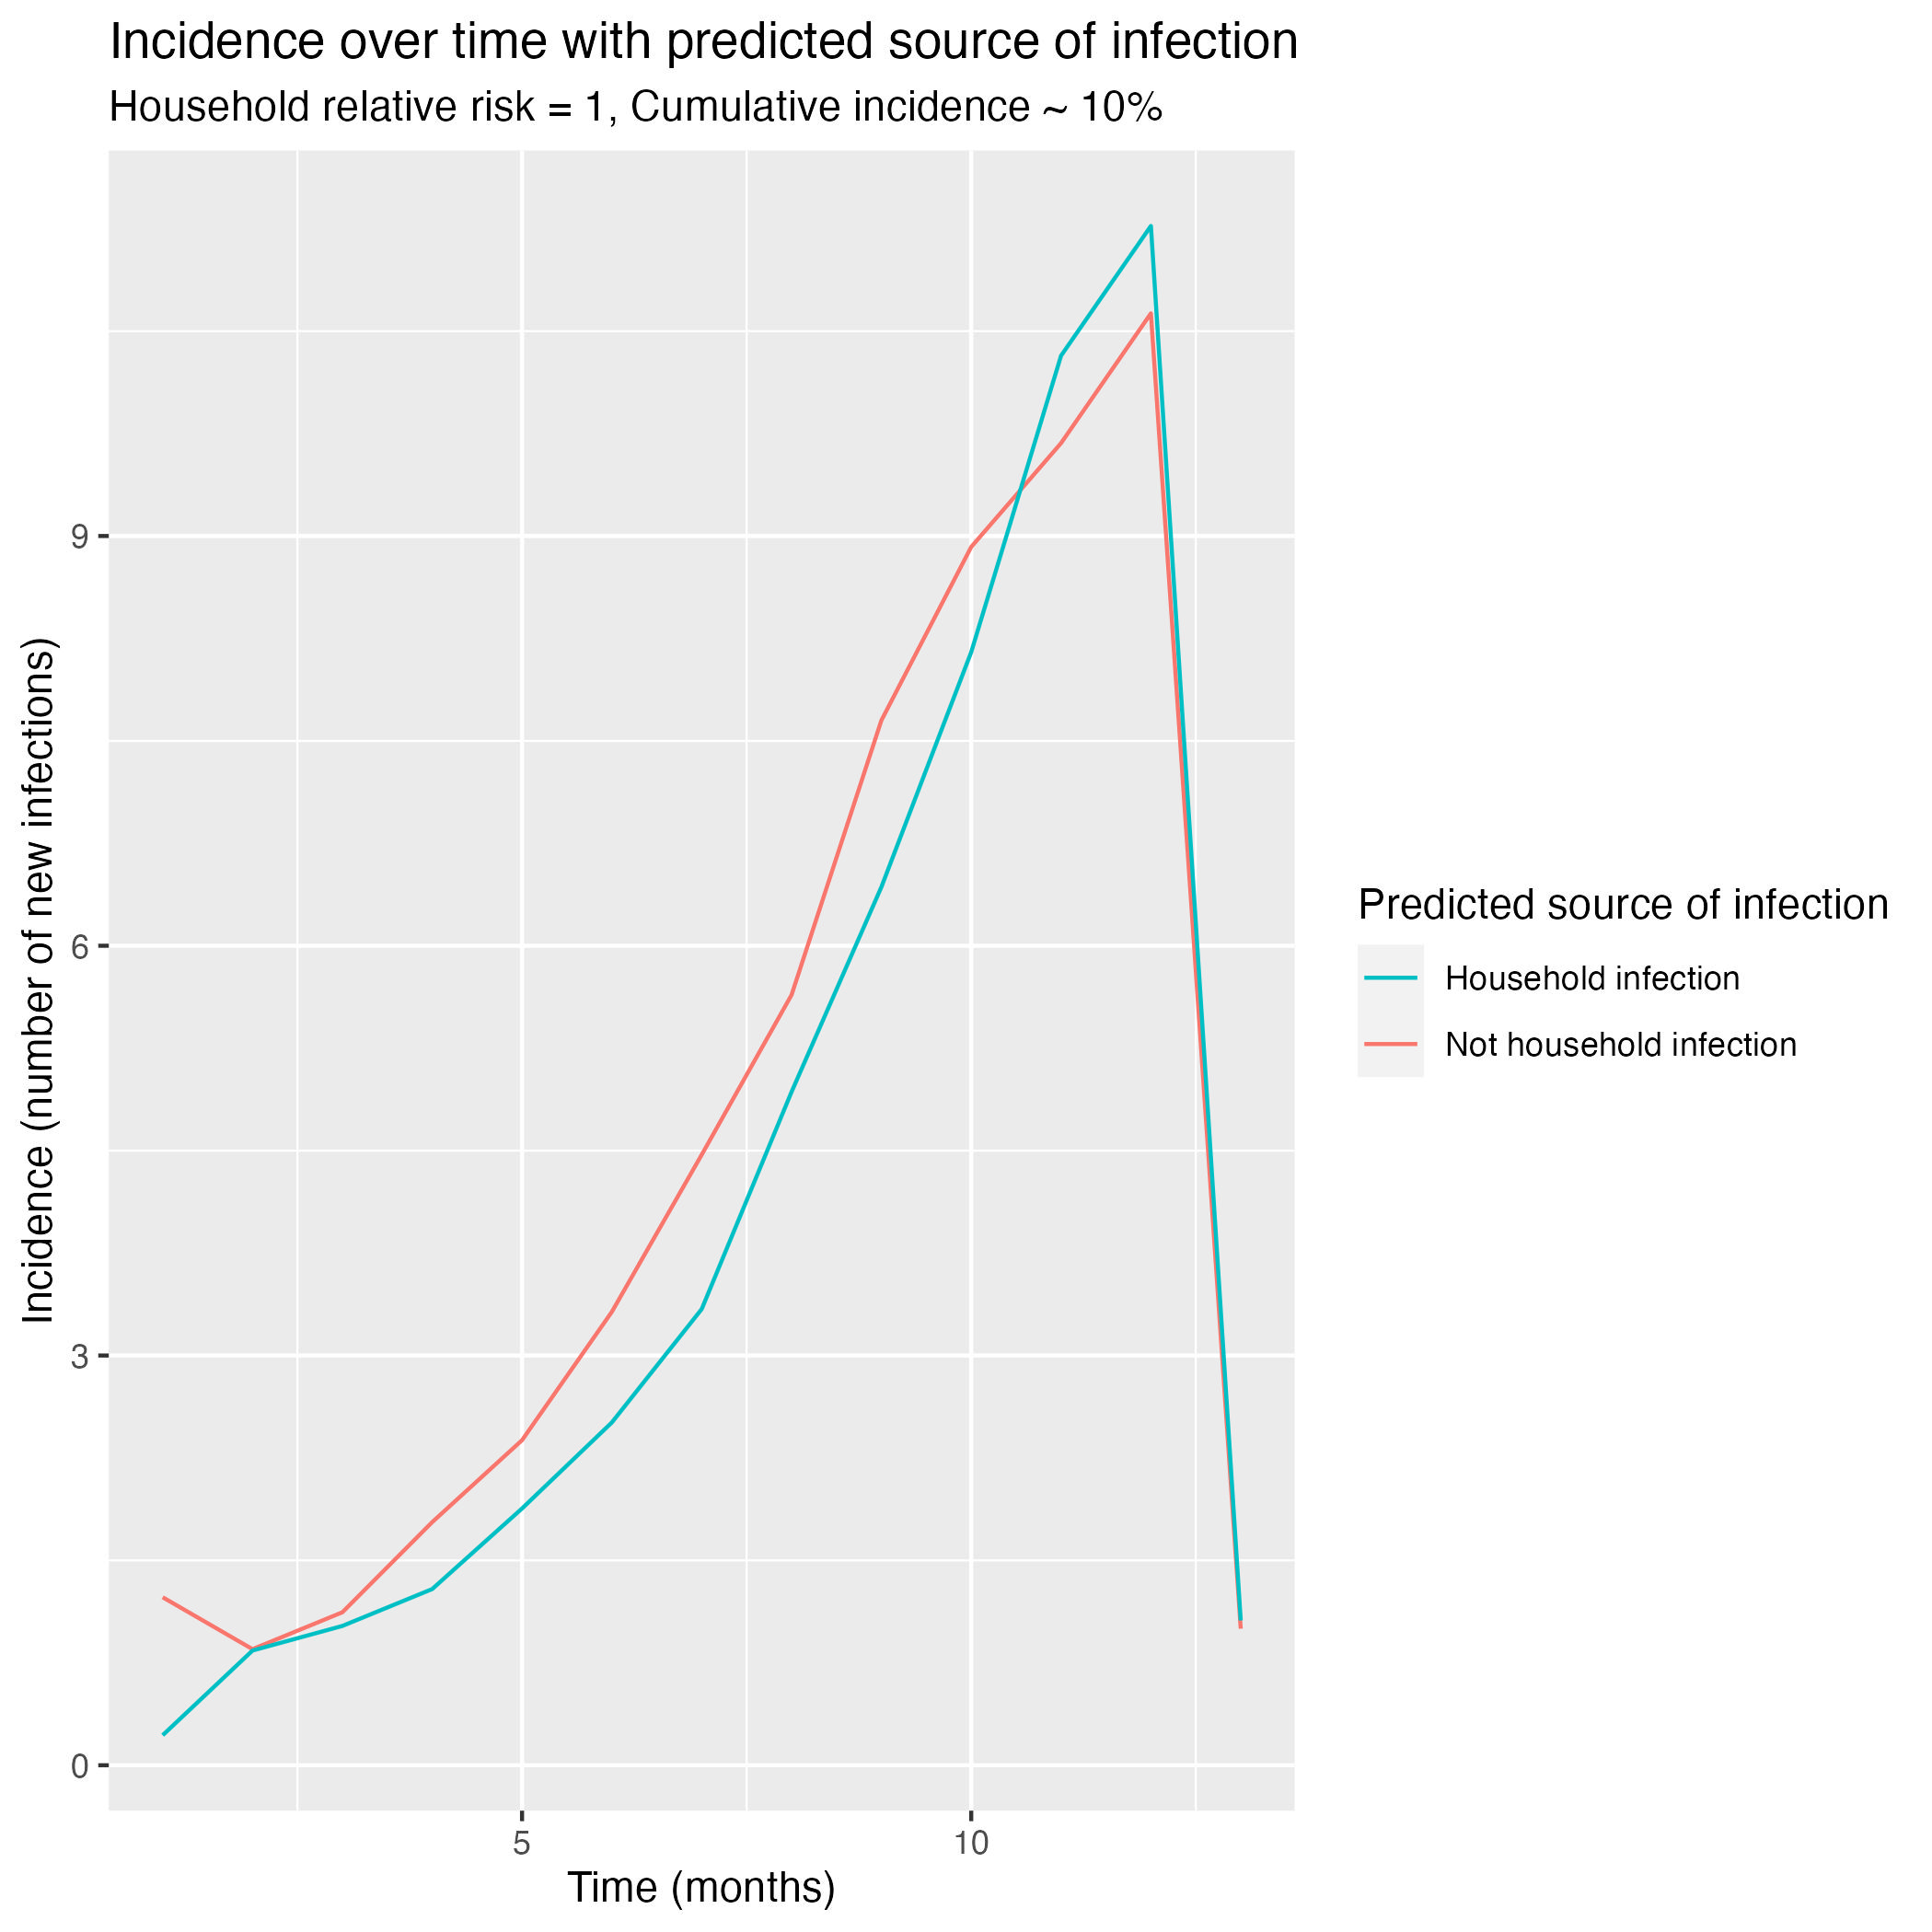 Incidence over time with predicted source of infection
Household relative risk = 1, Cumulative incidence ~ 10%
Incidence (number of new infections)
9
6
3
0
5
10
Time (months)
Predicted source of infection
Household infection
Not household infection